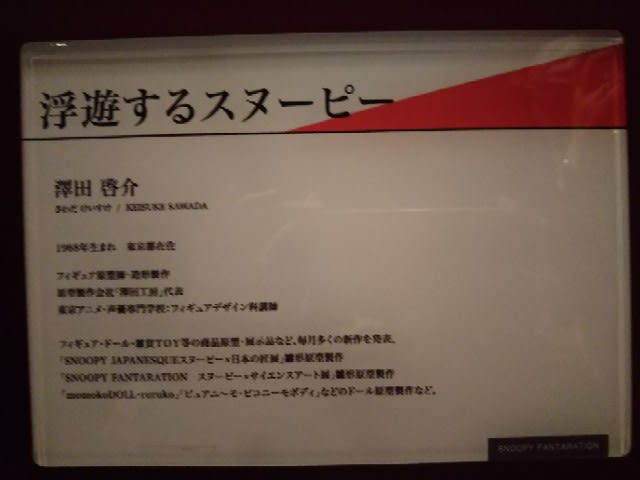 浮遊するスヌーピー
澤田 啓介
さわだ けいすけ / KEISUKE SAWADA
1968年生まれ 東京都在住
フィギュア原型師・造形製作
原型製作会社「澤田工房」代表
東京アニメ・声優専門学校:フィギュアデザイン科講師
フィギュア・ドール・雑貨TOY等の商品原型・展示品など、毎月多くの新作を発表。
「SNOOPY JAPANESQUEスヌーピー×日本の匠展」雛形原型製作
「SNOOPY FANTARATION スヌーピー×サイエンスアート展」雛形原型製作
「momokoDOLL・ruruko」「ピュアニーモ・ピコニーモボディ」などのドール原型製作など。
SNOOPY FANTARATION